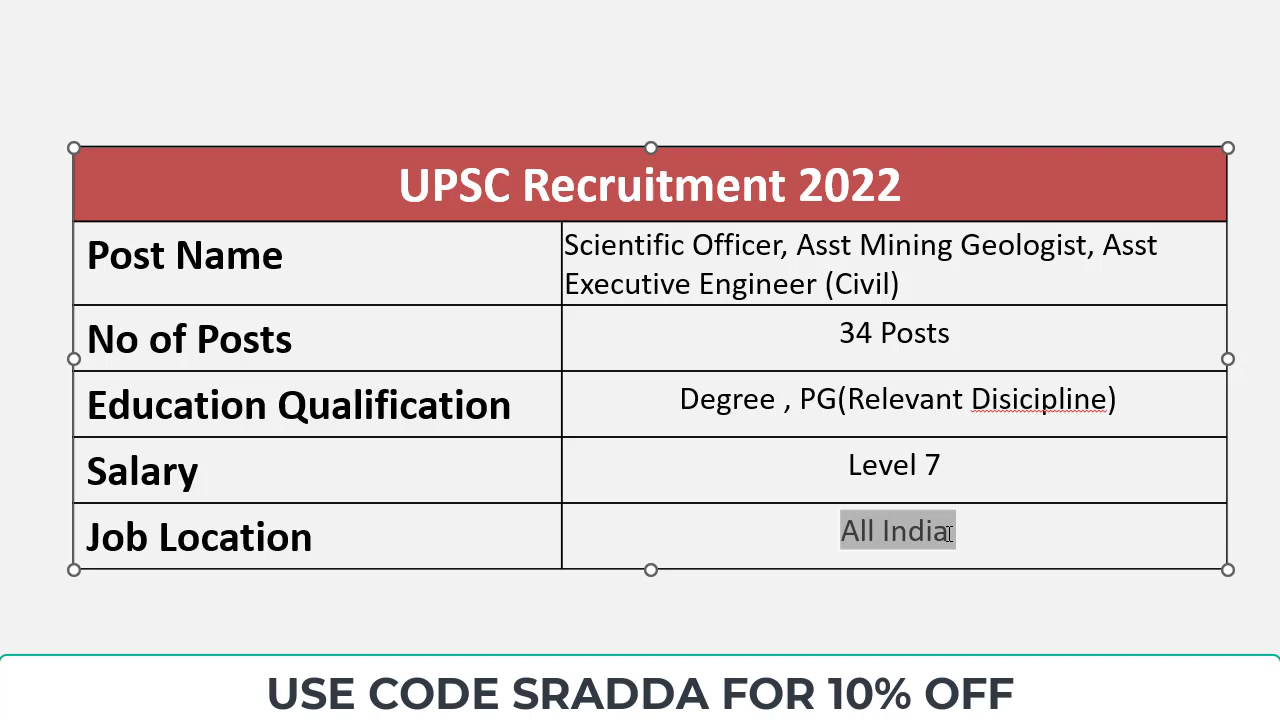 UPSC Recruitment 2022
Post Name
Scientific Officer, Asst Mining Geologist, Asst
Executive Engineer (Civil)
No of Posts
34 Posts
Education Qualification
Degree , PG(Relevant Disicipline)
Salary
Level 7
Job Location
All India
USE CODE SRADDA FOR 10% OFF